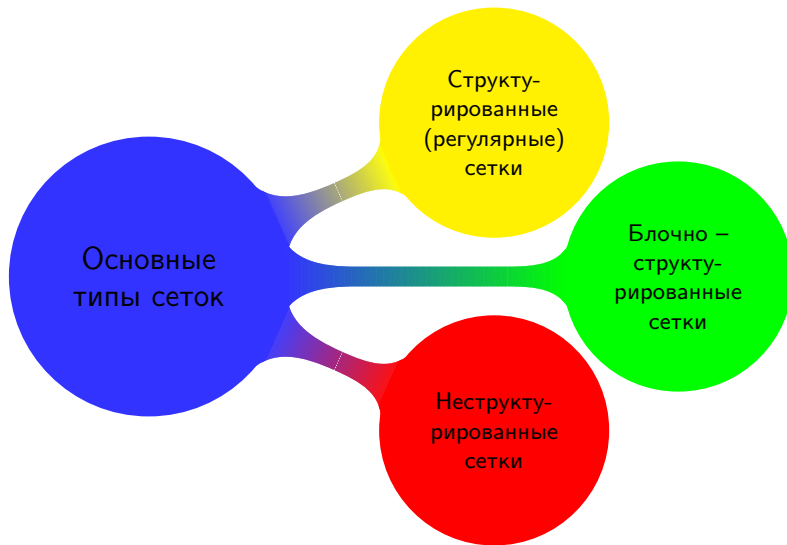 Основные
типы сеток
Структу-
рированные
(регулярные)
сетки
Блочно –
структу-
рированные
сетки
Неструкту-
рированные
сетки